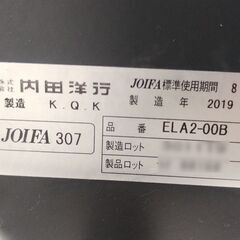 株式会社 内田洋行
JOIFA標準使用期間 8
製造 K.Q.K
製造年 2019
JOIFA 307
品番 ELA2-00B
製造ロット
製品ロット